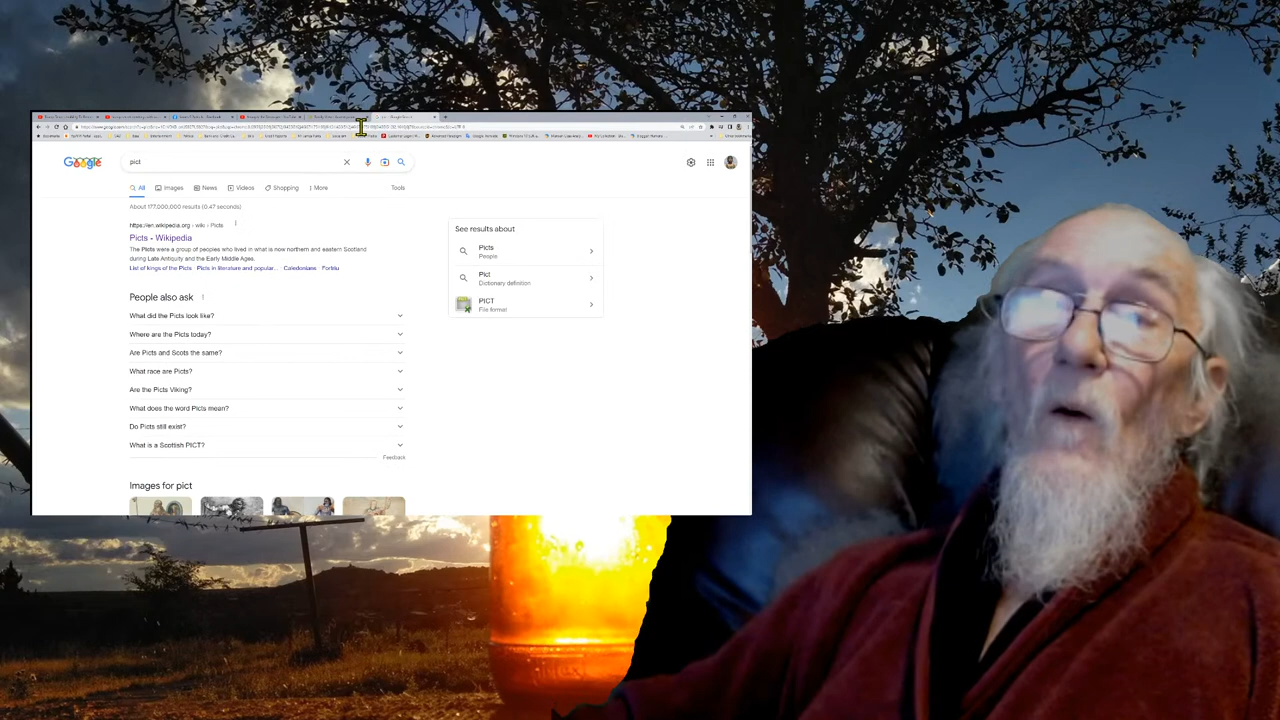 Google
pict
All Images News Videos Shopping More Tools
About 177,000,000 results (0.47 seconds)
https://en.wikipedia.org › wiki › Picts
Picts - Wikipedia
The Picts were a group of peoples who lived in what is now northern and eastern Scotland
during Late Antiquity and the Early Middle Ages.
List of kings of the Picts · Picts in literature and popular... · Caledonians · Fortriu
People also ask
What did the Picts look like?
Where are the Picts today?
Are Picts and Scots the same?
What race are Picts?
Are the Picts Viking?
What does the word Picts mean?
Do Picts still exist?
What is a Scottish PICT?
Feedback
Images for pict
See results about
Picts
People
Pict
Dictionary definition
PICT
File format